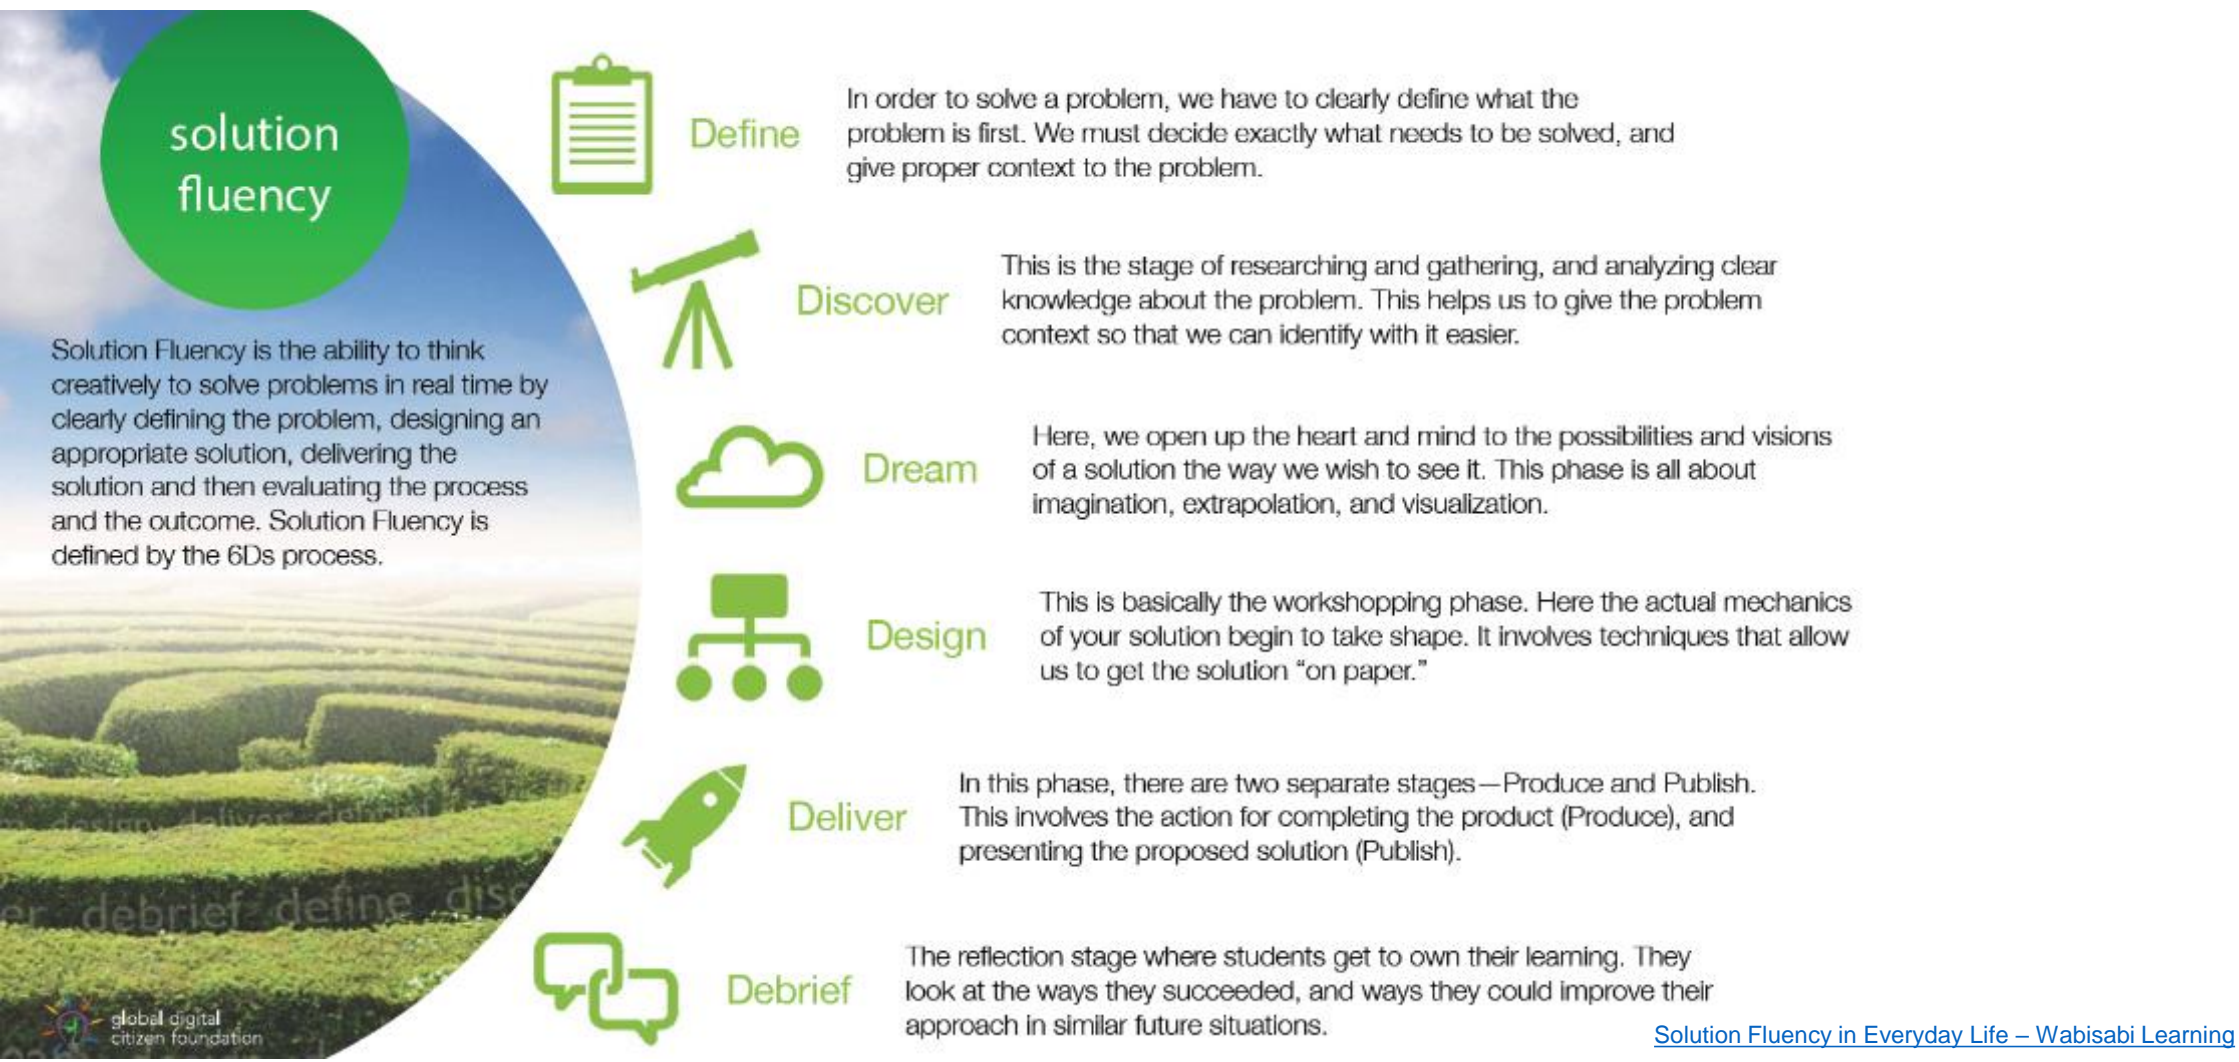 solution
fluency
Solution Fluency is the ability to think
creatively to solve problems in real time by
clearly defining the problem, designing an
appropriate solution, delivering the
solution and then evaluating the process
and the outcome. Solution Fluency is
defined by the 6Ds process.
design deliver debrief
er debrief define disc
global digital
citizen foundation
Define
In order to solve a problem, we have to clearly define what the
problem is first. We must decide exactly what needs to be solved, and
give proper context to the problem.
Discover
This is the stage of researching and gathering, and analyzing clear
knowledge about the problem. This helps us to give the problem
context so that we can identify with it easier.
Dream
Here, we open up the heart and mind to the possibilities and visions
of a solution the way we wish to see it. This phase is all about
imagination, extrapolation, and visualization.
Design
This is basically the workshopping phase. Here the actual mechanics
of your solution begin to take shape. It involves techniques that allow
us to get the solution “on paper.”
Deliver
In this phase, there are two separate stages—Produce and Publish.
This involves the action for completing the product (Produce), and
presenting the proposed solution (Publish).
Debrief
The reflection stage where students get to own their learning. They
look at the ways they succeeded, and ways they could improve their
approach in similar future situations.
Solution Fluency in Everyday Life – Wabisabi Learning